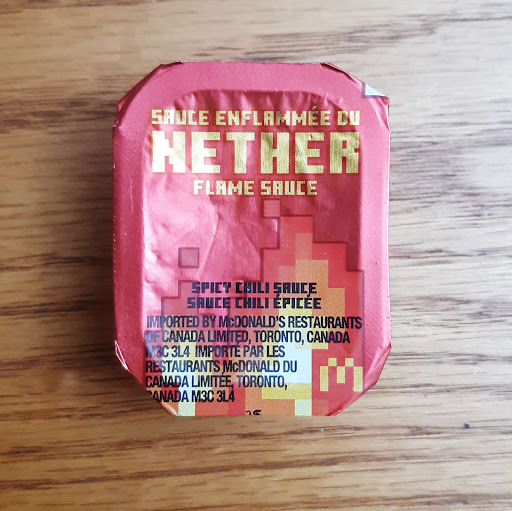 SAUCE ENFLAMMÉE DU
NETHER
FLAME SAUCE
SPICY CHILI SAUCE
SAUCE CHILI ÉPICÉE
IMPORTED BY McDONALD'S RESTAURANTS
OF CANADA LIMITED, TORONTO, CANADA
M3C 3L4 IMPORTÉ PAR LES
RESTAURANTS McDONALD DU
CANADA LIMITÉE, TORONTO,
CANADA M3C 3L4